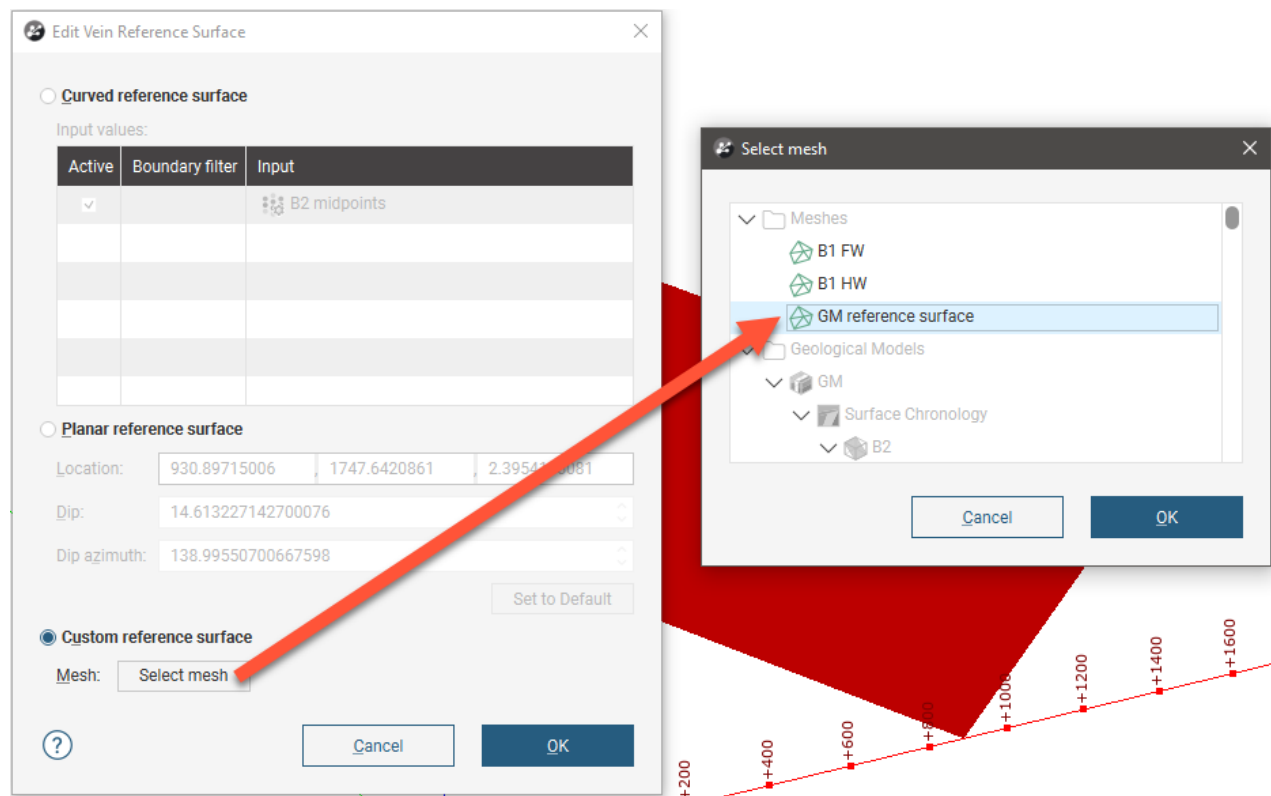 Edit Vein Reference Surface
Curved reference surface
Input values:
Active Boundary filter Input
B2 midpoints
Planar reference surface
Location: 930.89715006 , 1747.6420861 ,
Dip: 14.613227142700076
Dip azimuth: 138.99550700667598
Set to Default
Custom reference surface
Mesh: Select mesh
? Cancel OK
Select mesh
Meshes
B1 FW
B1 HW
GM reference surface
Geological Models
GM
Surface Chronology
B2
Cancel OK
+200
+400
+600
+800
+1000
+1200
+1400
+1600